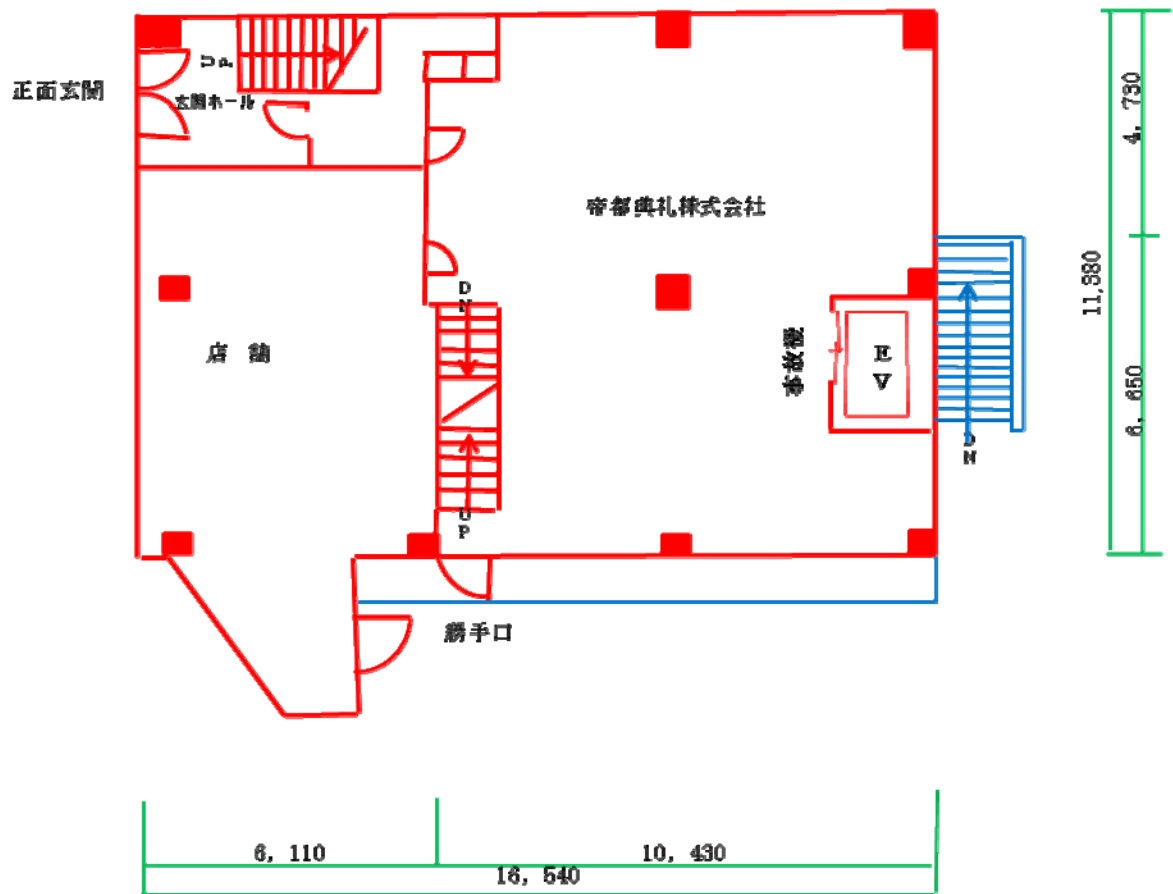 UP
正面玄関
玄関ホール
4, 730
帝都典礼株式会社
11,380
DN
店 舗
事故機
EV
6, 650
DN
UP
勝手口
6, 110
10, 430
16, 540